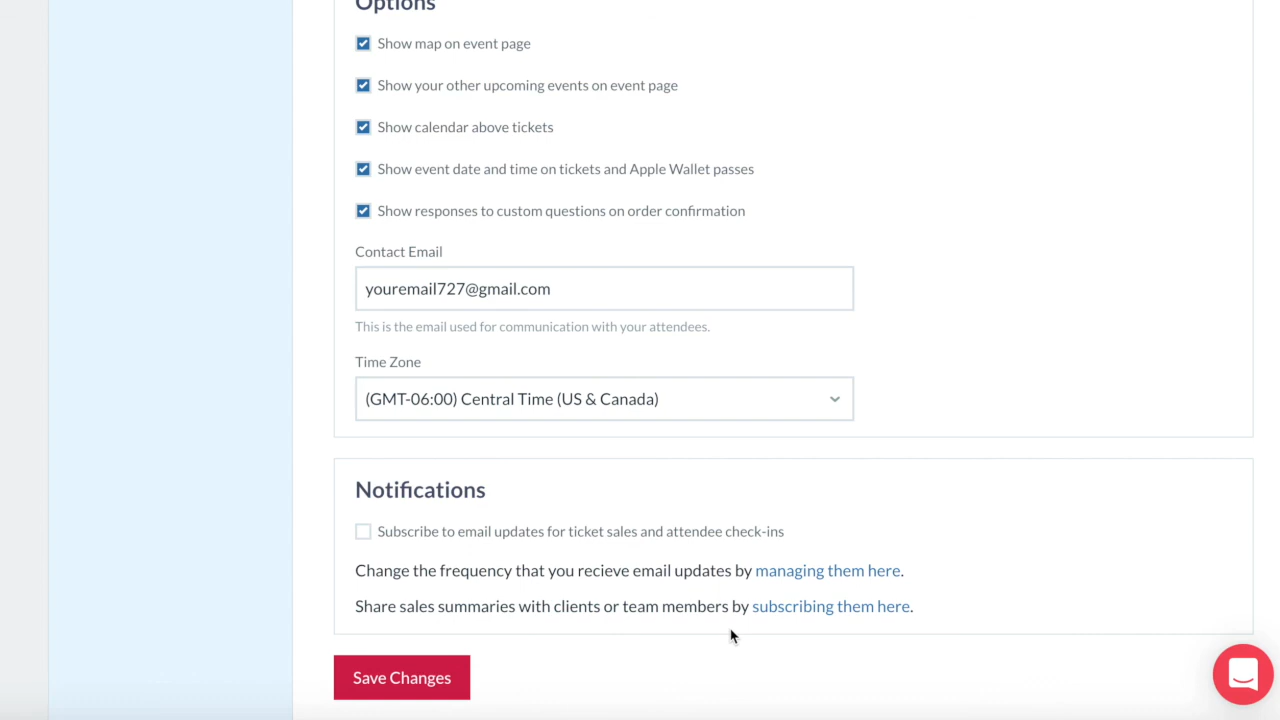 Options
Show map on event page
Show your other upcoming events on event page
Show calendar above tickets
Show event date and time on tickets and Apple Wallet passes
Show responses to custom questions on order confirmation
Contact Email
youremail727@gmail.com
This is the email used for communication with your attendees.
Time Zone
(GMT-06:00) Central Time (US & Canada)
Notifications
Subscribe to email updates for ticket sales and attendee check-ins
Change the frequency that you recieve email updates by managing them here.
Share sales summaries with clients or team members by subscribing them here.
Save Changes